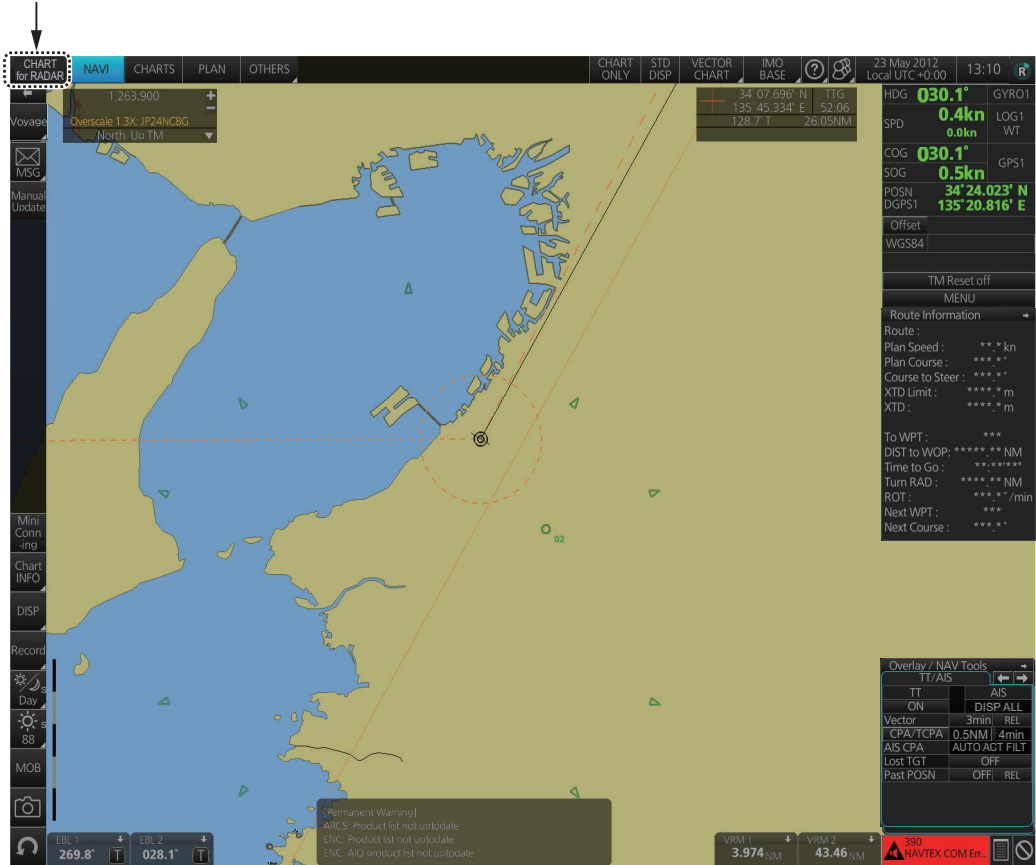 CHART
for RADAR
NAVI
CHARTS
PLAN
OTHERS
CHART
ONLY
STD
DISP
VECTOR
CHART
IMO
BASE
?
23 May 2012
Local UTC +0:00
13:10
R
Voyage
MSG
Manual
Update
1:263,900
Overscale 1.3X: JP24NC8G
North Up TM
34°07.696' N TTG
135°45.334' E 52:06
128.7°T 26.05NM
HDG 030.1° GYRO1
SPD 0.4kn LOG1
0.0kn WT
COG 030.1° GPS1
SOG 0.5kn
POSN 34°24.023' N
DGPS1 135°20.816' E
Offset
WGS84
TM Reset off
MENU
Route Information
Route :
Plan Speed : **.* kn
Plan Course : ***.*°
Course to Steer : ***.*°
XTD Limit : ****.* m
XTD : ****.* m
To WPT : ***
DIST to WOP: *****.** NM
Time to Go : **:**'**"
Turn RAD : ****.** NM
ROT : ***.*°/min
Next WPT : ***
Next Course : ***.*°
02
Mini
Conn
-ing
Chart
INFO
DISP
Record
S
Day
S
88
MOB
Overlay / NAV Tools
TT/AIS
TT AIS
ON DISP ALL
Vector 3min REL
CPA/TCPA 0.5NM 4min
AIS CPA AUTO ACT FILT
Lost TGT OFF
Past POSN OFF REL
[Permanent Warning]
ARCS: Product list not uptodate
ENC: Product list not uptodate
ENC: AIO product list not uptodate
EBL 1
269.8° T
EBL 2
028.1° T
VRM 1
3.974 NM
VRM 2
43.46 NM
390
NAVTEX COM Err..